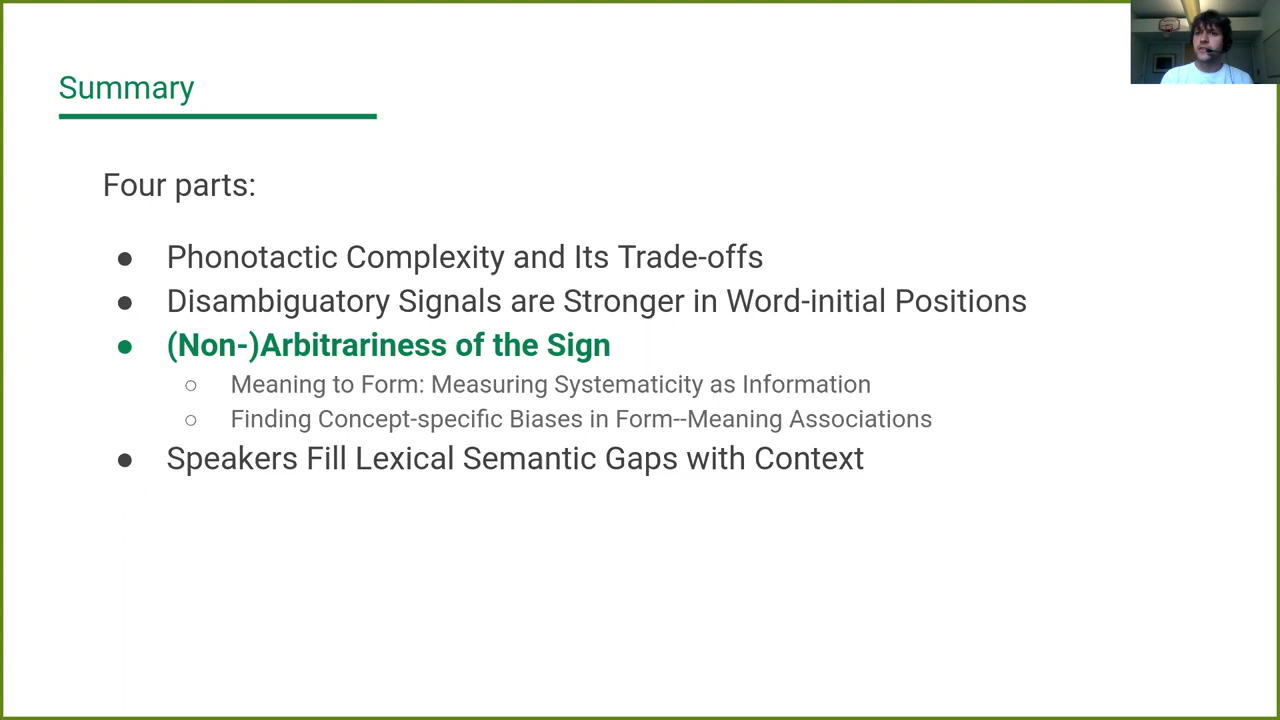 Summary
Four parts:
● Phonotactic Complexity and Its Trade-offs
● Disambiguatory Signals are Stronger in Word-initial Positions
● (Non-)Arbitrariness of the Sign
○ Meaning to Form: Measuring Systematicity as Information
○ Finding Concept-specific Biases in Form--Meaning Associations
● Speakers Fill Lexical Semantic Gaps with Context